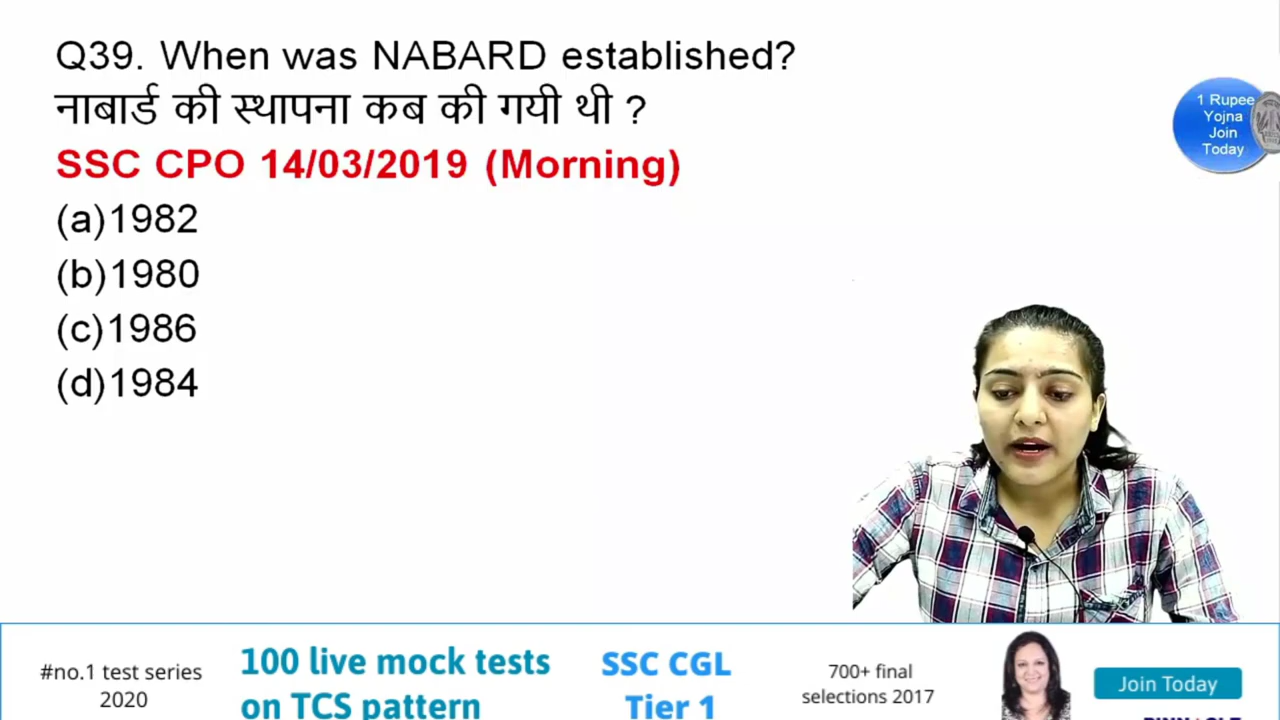 Q39. When was NABARD established?
नाबार्ड की स्थापना कब की गयी थी ?
SSC CPO 14/03/2019 (Morning)
(a)1982
(b)1980
(c)1986
(d)1984
1 Rupee
Yojna
Join
Today
#no.1 test series
2020
100 live mock tests
on TCS pattern
SSC CGL
Tier 1
700+ final
selections 2017
Join Today